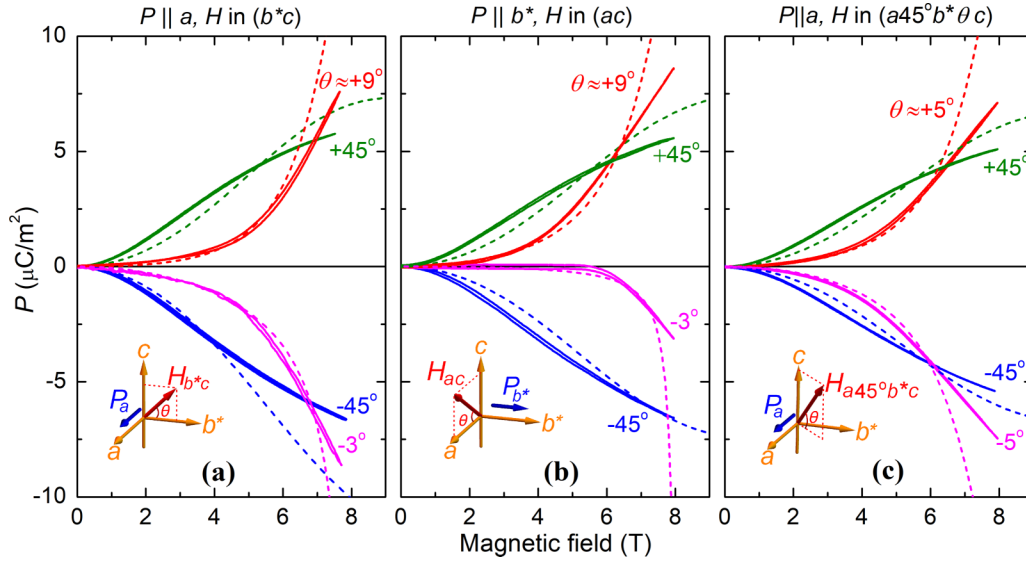 P || a, H in (b*c)
P || b*, H in (ac)
P||a, H in (a45°b* θ c)
P (μC/m²)
10
5
0
-5
-10
θ≈+9°
+45°
-45°
-3°
c
H_b*c
P_a
θ
b*
a
(a)
θ≈+9°
+45°
-3°
-45°
c
H_ac
P_b*
θ
b*
a
(b)
θ≈+5°
+45°
-45°
-5°
c
H_a45°b*c
P_a
θ
b*
a
(c)
0 2 4 6 8
0 2 4 6 8
0 2 4 6 8
Magnetic field (T)